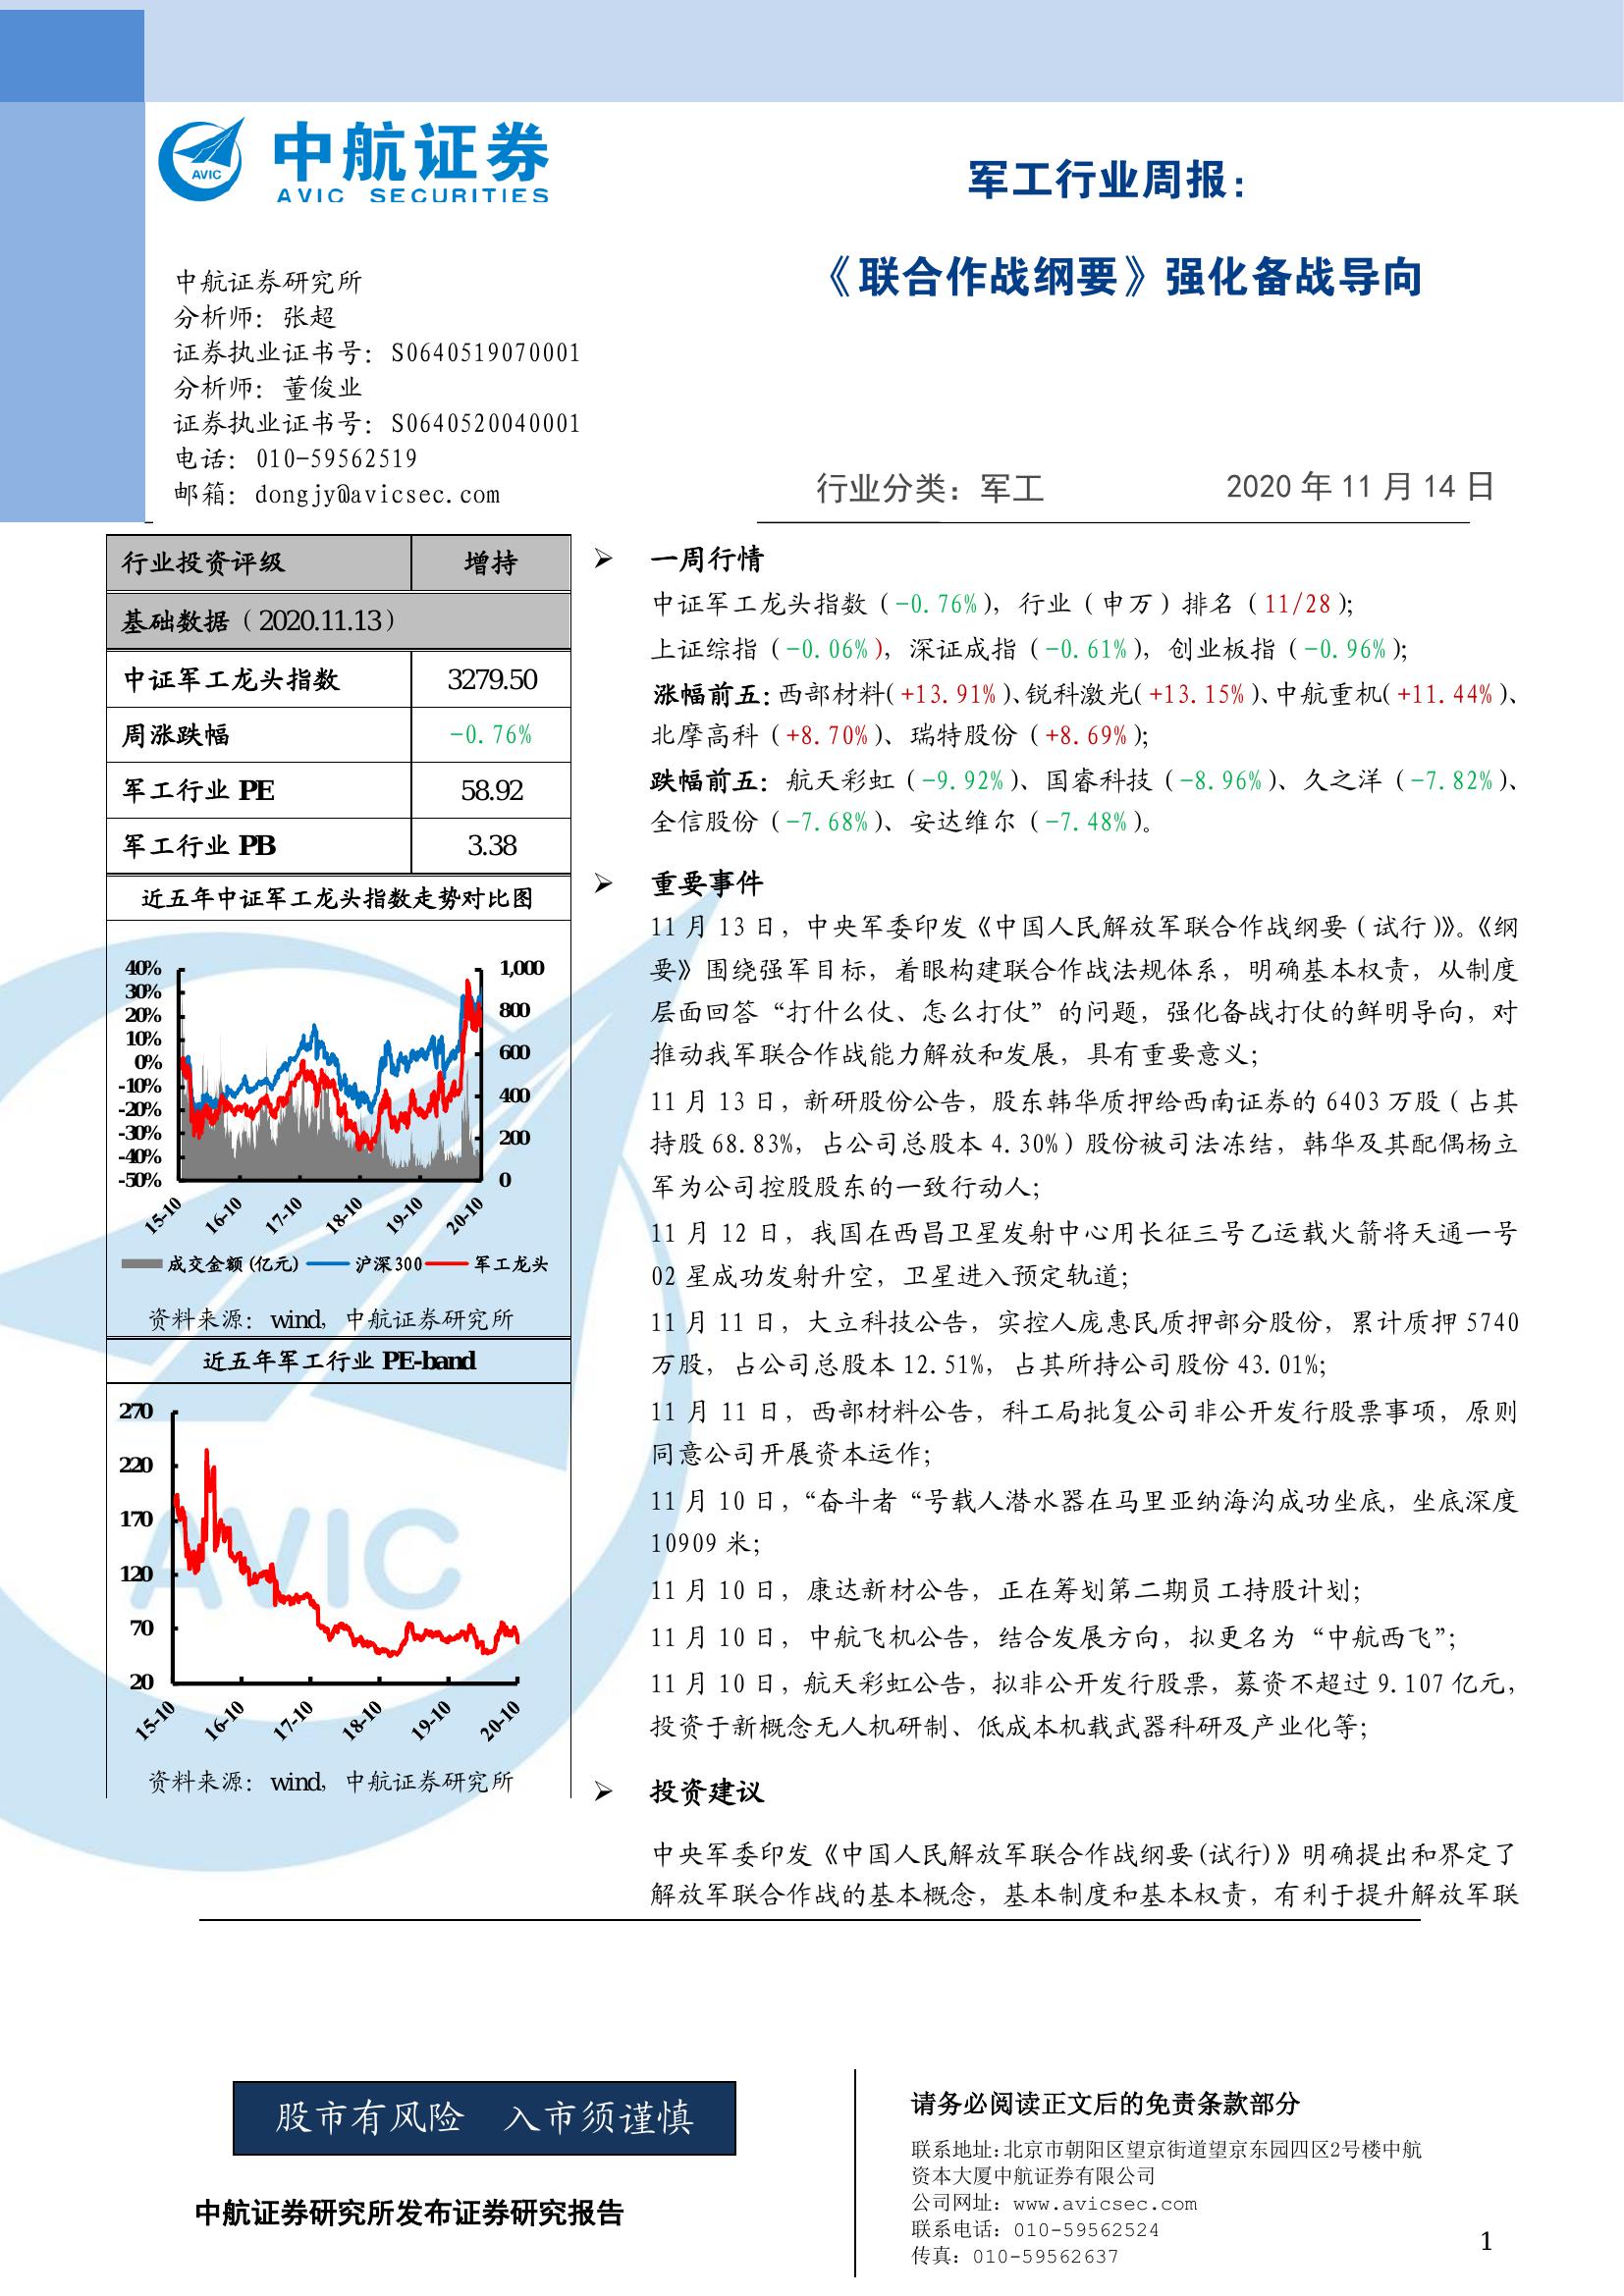 中航证券
AVIC SECURITIES
AVIC
军工行业周报：
《联合作战纲要》强化备战导向
中航证券研究所
分析师：张超
证券执业证书号：S0640519070001
分析师：董俊业
证券执业证书号：S0640520040001
电话：010-59562519
邮箱：dongjy@avicsec.com
行业分类：军工
2020 年 11 月 14 日
行业投资评级 增持
基础数据（2020.11.13）
中证军工龙头指数 3279.50
周涨跌幅 -0.76%
军工行业 PE 58.92
军工行业 PB 3.38
近五年中证军工龙头指数走势对比图
40% 1,000
30%
20% 800
10%
0% 600
-10%
-20% 400
-30% 200
-40%
-50% 0
15-10 16-10 17-10 18-10 19-10 20-10
成交金额(亿元) 沪深300 军工龙头
资料来源：wind，中航证券研究所
近五年军工行业 PE-band
270
220
170
120
70
20
15-10 16-10 17-10 18-10 19-10 20-10
资料来源：wind，中航证券研究所
AVIC
➢ 一周行情
中证军工龙头指数（-0.76%），行业（申万）排名（11/28）；
上证综指（-0.06%），深证成指（-0.61%），创业板指（-0.96%）；
涨幅前五：西部材料(+13.91%)、锐科激光(+13.15%)、中航重机(+11.44%)、
北摩高科（+8.70%）、瑞特股份（+8.69%）；
跌幅前五：航天彩虹（-9.92%）、国睿科技（-8.96%）、久之洋（-7.82%）、
全信股份（-7.68%）、安达维尔（-7.48%）。
➢ 重要事件
11 月 13 日，中央军委印发《中国人民解放军联合作战纲要（试行）》。《纲
要》围绕强军目标，着眼构建联合作战法规体系，明确基本权责，从制度
层面回答“打什么仗、怎么打仗”的问题，强化备战打仗的鲜明导向，对
推动我军联合作战能力解放和发展，具有重要意义；
11 月 13 日，新研股份公告，股东韩华质押给西南证券的 6403 万股（占其
持股 68.83%，占公司总股本 4.30%）股份被司法冻结，韩华及其配偶杨立
军为公司控股股东的一致行动人；
11 月 12 日，我国在西昌卫星发射中心用长征三号乙运载火箭将天通一号
02 星成功发射升空，卫星进入预定轨道；
11 月 11 日，大立科技公告，实控人庞惠民质押部分股份，累计质押 5740
万股，占公司总股本 12.51%，占其所持公司股份 43.01%；
11 月 11 日，西部材料公告，科工局批复公司非公开发行股票事项，原则
同意公司开展资本运作；
11 月 10 日，“奋斗者“号载人潜水器在马里亚纳海沟成功坐底，坐底深度
10909 米；
11 月 10 日，康达新材公告，正在筹划第二期员工持股计划；
11 月 10 日，中航飞机公告，结合发展方向，拟更名为“中航西飞”；
11 月 10 日，航天彩虹公告，拟非公开发行股票，募资不超过 9.107 亿元，
投资于新概念无人机研制、低成本机载武器科研及产业化等；
➢ 投资建议
中央军委印发《中国人民解放军联合作战纲要(试行)》明确提出和界定了
解放军联合作战的基本概念，基本制度和基本权责，有利于提升解放军联
股市有风险 入市须谨慎
中航证券研究所发布证券研究报告
请务必阅读正文后的免责条款部分
联系地址:北京市朝阳区望京街道望京东园四区2号楼中航
资本大厦中航证券有限公司
公司网址：www.avicsec.com
联系电话：010-59562524
传真：010-59562637
1